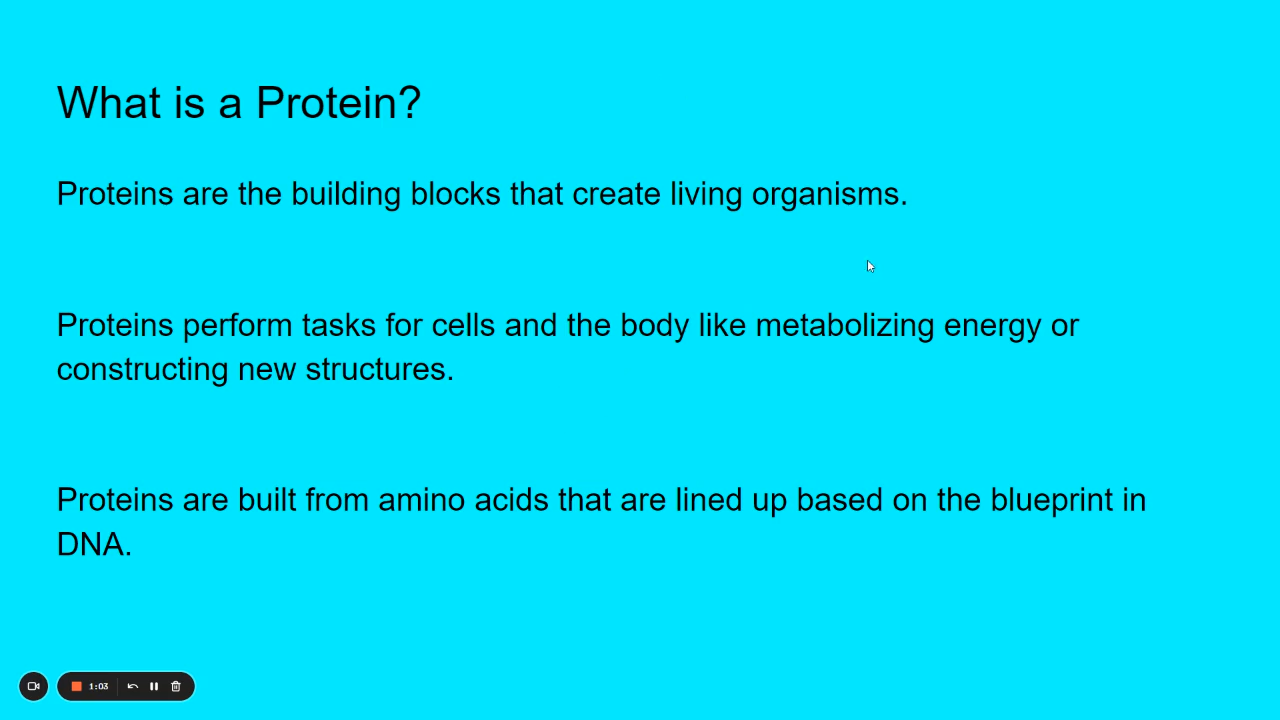 What is a Protein?
Proteins are the building blocks that create living organisms.
Proteins perform tasks for cells and the body like metabolizing energy or
constructing new structures.
Proteins are built from amino acids that are lined up based on the blueprint in
DNA.
1:03